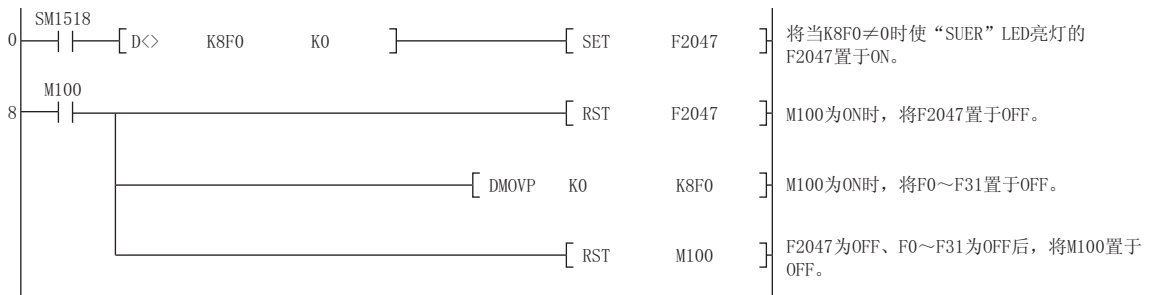 SM1518
0 D<> K8F0 K0 SET F2047 将当K8F0≠0时使“SUER”LED亮灯的
F2047置于ON。
M100
8 RST F2047 M100为ON时，将F2047置于OFF。
DMOVP K0 K8F0 M100为ON时，将F0～F31置于OFF。
RST M100 F2047为OFF、F0～F31为OFF后，将M100置于
OFF。